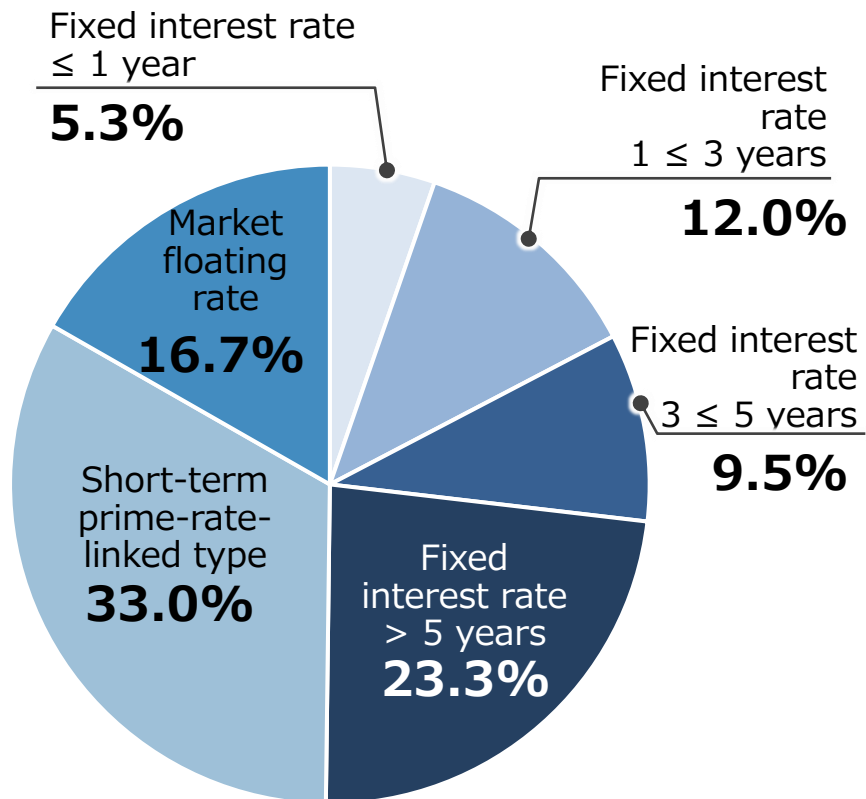 Fixed interest rate
≤ 1 year
5.3%
Fixed interest
rate
1 ≤ 3 years
12.0%
Fixed interest
rate
3 ≤ 5 years
9.5%
Fixed
interest rate
> 5 years
23.3%
Short-term
prime-rate-
linked type
33.0%
Market
floating
rate
16.7%